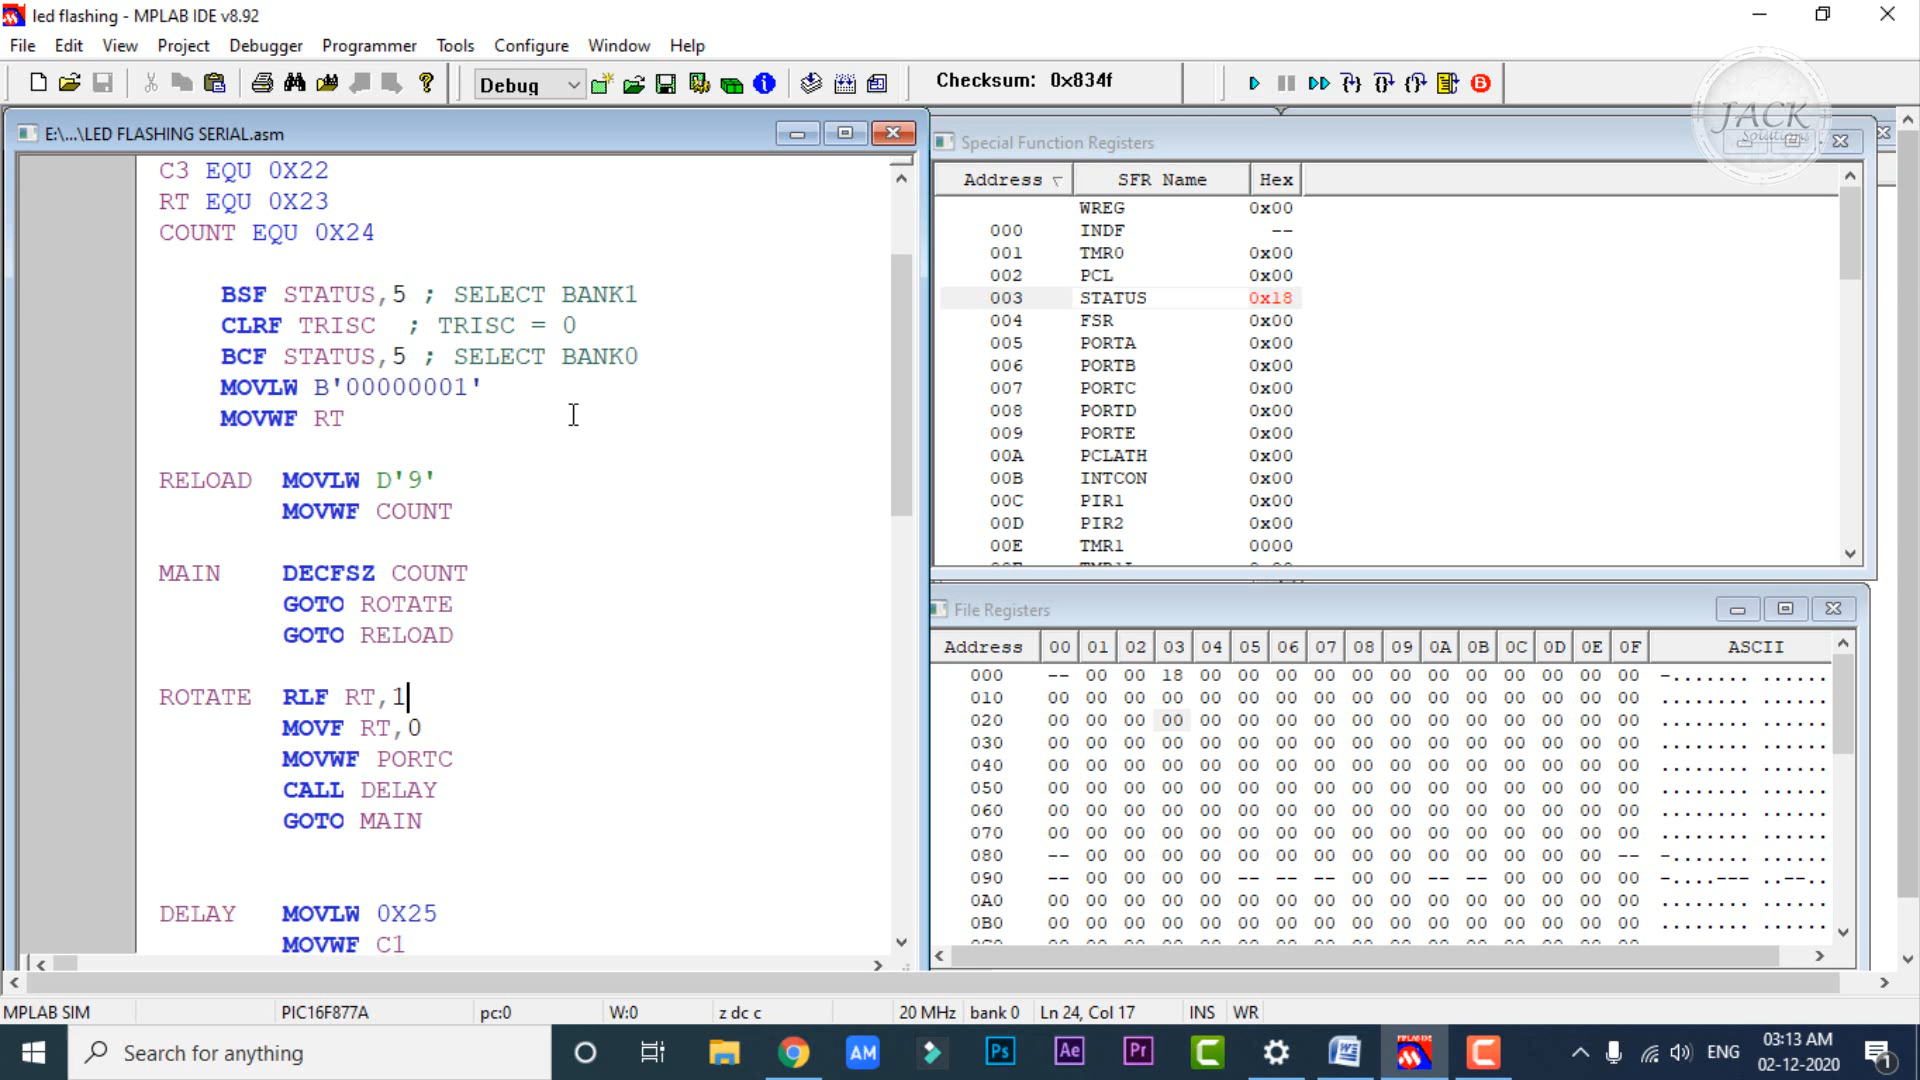 led flashing - MPLAB IDE v8.92
File Edit View Project Debugger Programmer Tools Configure Window Help
Debug Checksum: 0x834f
JACK
Solutions
E:\...\LED FLASHING SERIAL.asm
C3 EQU 0X22
RT EQU 0X23
COUNT EQU 0X24
BSF STATUS,5 ; SELECT BANK1
CLRF TRISC ; TRISC = 0
BCF STATUS,5 ; SELECT BANK0
MOVLW B'00000001'
MOVWF RT
RELOAD MOVLW D'9'
MOVWF COUNT
MAIN DECFSZ COUNT
GOTO ROTATE
GOTO RELOAD
ROTATE RLF RT,1
MOVF RT,0
MOVWF PORTC
CALL DELAY
GOTO MAIN
DELAY MOVLW 0X25
MOVWF C1
Special Function Registers
Address SFR Name Hex
WREG 0x00
000 INDF --
001 TMR0 0x00
002 PCL 0x00
003 STATUS 0x18
004 FSR 0x00
005 PORTA 0x00
006 PORTB 0x00
007 PORTC 0x00
008 PORTD 0x00
009 PORTE 0x00
00A PCLATH 0x00
00B INTCON 0x00
00C PIR1 0x00
00D PIR2 0x00
00E TMR1 0000
File Registers
Address 00 01 02 03 04 05 06 07 08 09 0A 0B 0C 0D 0E 0F ASCII
000 -- 00 00 18 00 00 00 00 00 00 00 00 00 00 00 00 -....... ......
010 00 00 00 00 00 00 00 00 00 00 00 00 00 00 00 00 ........ ......
020 00 00 00 00 00 00 00 00 00 00 00 00 00 00 00 00 ........ ......
030 00 00 00 00 00 00 00 00 00 00 00 00 00 00 00 00 ........ ......
040 00 00 00 00 00 00 00 00 00 00 00 00 00 00 00 00 ........ ......
050 00 00 00 00 00 00 00 00 00 00 00 00 00 00 00 00 ........ ......
060 00 00 00 00 00 00 00 00 00 00 00 00 00 00 00 00 ........ ......
070 00 00 00 00 00 00 00 00 00 00 00 00 00 00 00 00 ........ ......
080 -- 00 00 00 00 00 00 00 00 00 00 00 00 00 00 -- -....... ......
090 -- 00 00 00 00 -- -- -- 00 00 -- -- 00 00 00 00 -....--- ..--..
0A0 00 00 00 00 00 00 00 00 00 00 00 00 00 00 00 00 ........ ......
0B0 00 00 00 00 00 00 00 00 00 00 00 00 00 00 00 00 ........ ......
MPLAB SIM PIC16F877A pc:0 W:0 z dc c 20 MHz bank 0 Ln 24, Col 17 INS WR
Search for anything AM Ps Ae Pr ENG 03:13 AM
02-12-2020
1